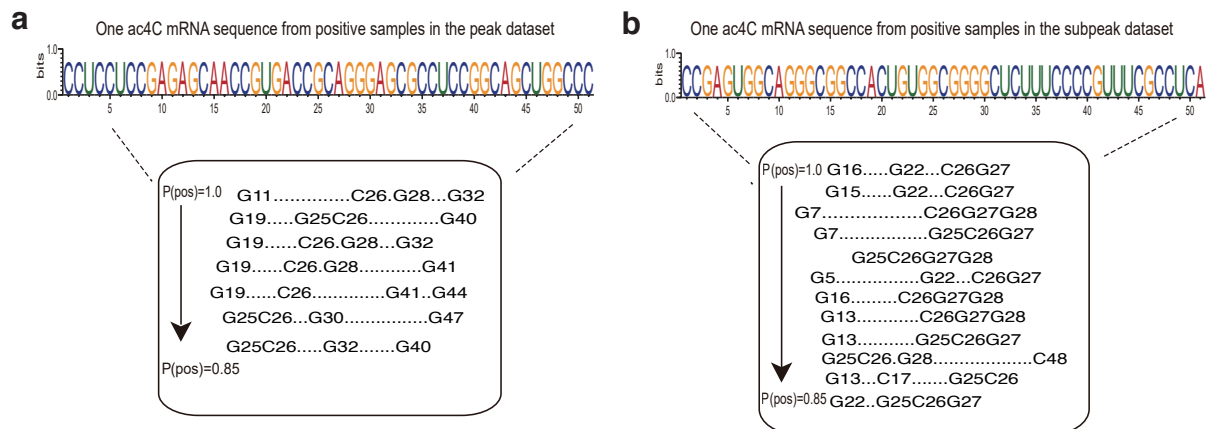 a
One ac4C mRNA sequence from positive samples in the peak dataset
bits
1.0
0.0
CCUCCUCCGAGAGCAACCGUGACCGCAGGGAGCGCCUCCGGCAGCUGGCCC
5 10 15 20 25 30 35 40 45 50
P(pos)=1.0
G11..............C26.G28...G32
G19.....G25C26.............G40
G19......C26.G28...G32
G19......C26.G28............G41
G19......C26..............G41..G44
G25C26...G30................G47
G25C26.....G32.......G40
P(pos)=0.85
b
One ac4C mRNA sequence from positive samples in the subpeak dataset
bits
1.0
0.0
CCGAGUGGCAGGGCGGCCACUGUGGCGGGGCUCUUUCCCCGUUUCGCCUCA
5 10 15 20 25 30 35 40 45 50
P(pos)=1.0 G16.....G22...C26G27
G15......G22...C26G27
G7..................C26G27G28
G7.................G25C26G27
G25C26G27G28
G5................G22...C26G27
G16.........C26G27G28
G13............C26G27G28
G13...........G25C26G27
G25C26.G28...................C48
G13...C17.......G25C26
P(pos)=0.85 G22..G25C26G27